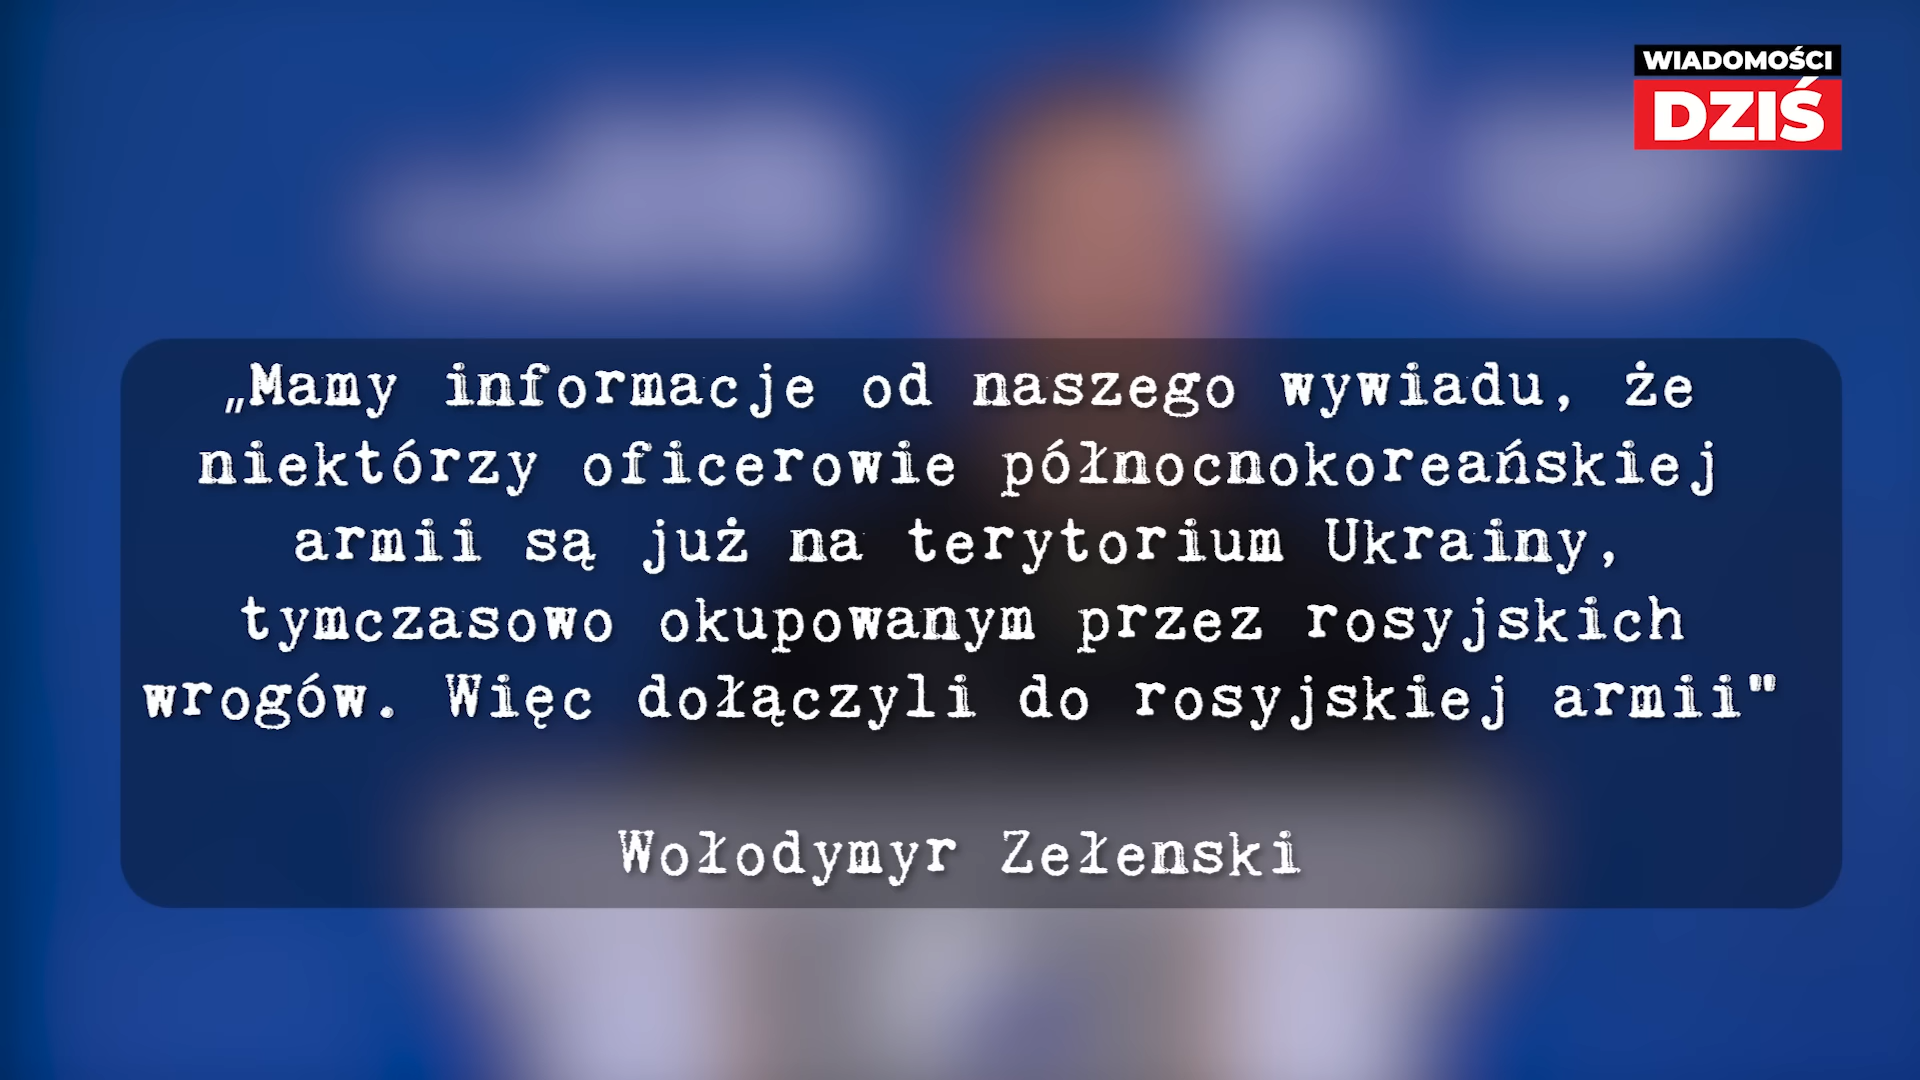 WIADOMOŚCI
DZIŚ
„Mamy informacje od naszego wywiadu, że
niektórzy oficerowie północnokoreańskiej
armii są już na terytorium Ukrainy,
tymczasowo okupowanym przez rosyjskich
wrogów. Więc dołączyli do rosyjskiej armii"
Wołodymyr Zełenski